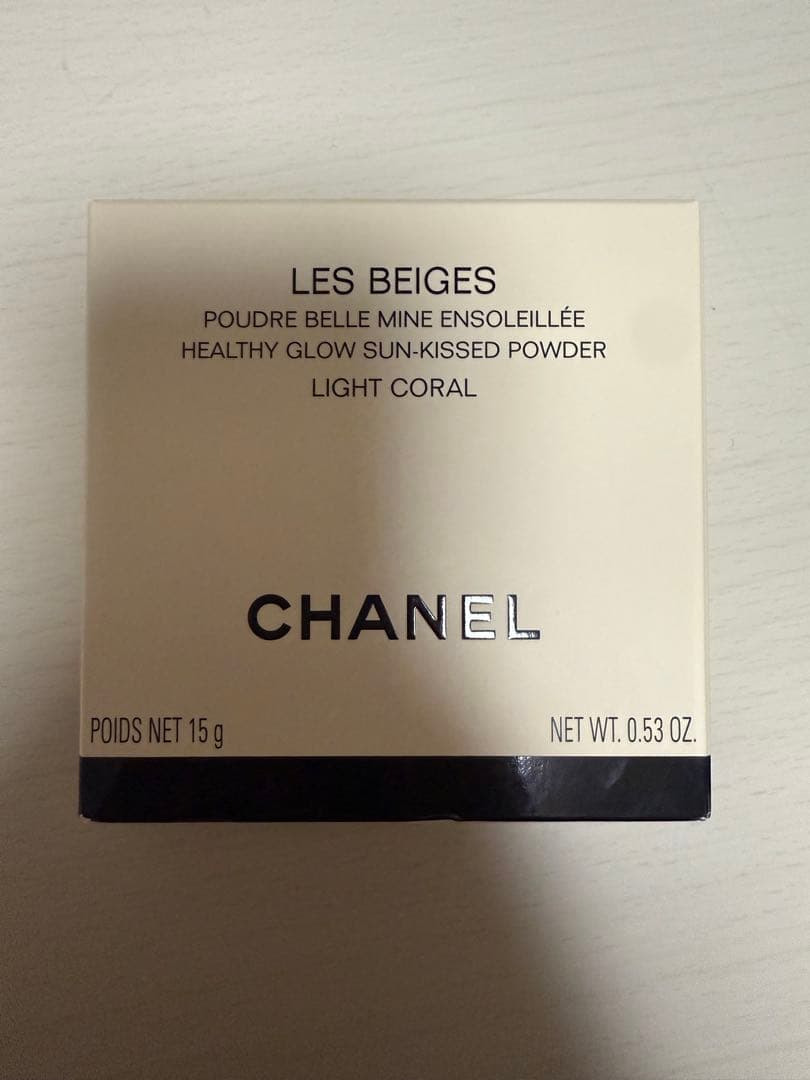 LES BEIGES
POUDRE BELLE MINE ENSOLEILLÉE
HEALTHY GLOW SUN-KISSED POWDER
LIGHT CORAL
CHANEL
POIDS NET 15 g
NET WT. 0.53 OZ.